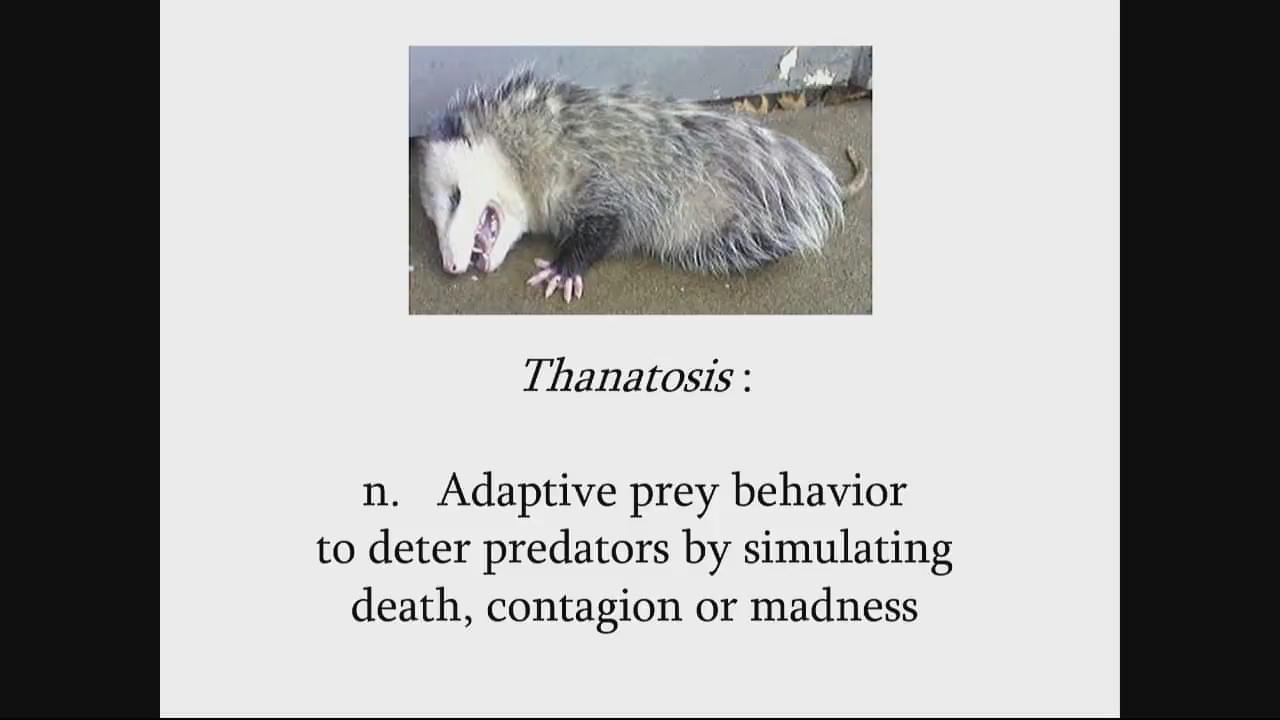 Thanatosis :
n. Adaptive prey behavior
to deter predators by simulating
death, contagion or madness